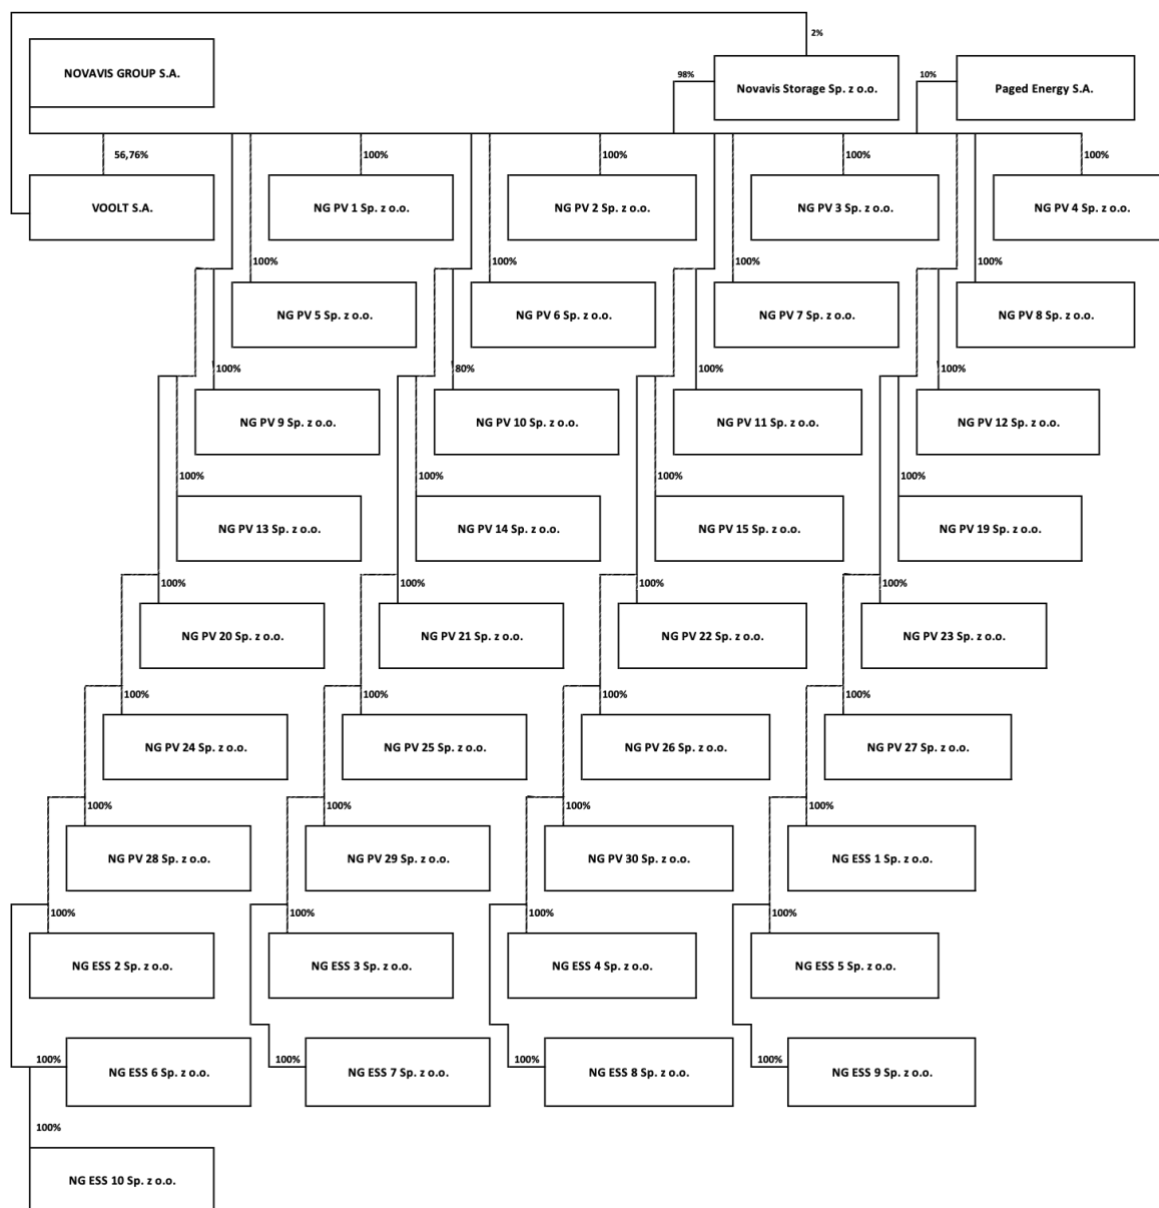 2%
NOVAVIS GROUP S.A.
98%
Novavis Storage Sp. z o.o.
10%
Paged Energy S.A.
56,76%
100%
100%
100%
100%
VOOLT S.A.
NG PV 1 Sp. z o.o.
NG PV 2 Sp. z o.o.
NG PV 3 Sp. z o.o.
NG PV 4 Sp. z o.o.
100%
100%
100%
100%
NG PV 5 Sp. z o.o.
NG PV 6 Sp. z o.o.
NG PV 7 Sp. z o.o.
NG PV 8 Sp. z o.o.
100%
80%
100%
100%
NG PV 9 Sp. z o.o.
NG PV 10 Sp. z o.o.
NG PV 11 Sp. z o.o.
NG PV 12 Sp. z o.o.
100%
100%
100%
100%
NG PV 13 Sp. z o.o.
NG PV 14 Sp. z o.o.
NG PV 15 Sp. z o.o.
NG PV 19 Sp. z o.o.
100%
100%
100%
100%
NG PV 20 Sp. z o.o.
NG PV 21 Sp. z o.o.
NG PV 22 Sp. z o.o.
NG PV 23 Sp. z o.o.
100%
100%
100%
100%
NG PV 24 Sp. z o.o.
NG PV 25 Sp. z o.o.
NG PV 26 Sp. z o.o.
NG PV 27 Sp. z o.o.
100%
100%
100%
100%
NG PV 28 Sp. z o.o.
NG PV 29 Sp. z o.o.
NG PV 30 Sp. z o.o.
NG ESS 1 Sp. z o.o.
100%
100%
100%
100%
NG ESS 2 Sp. z o.o.
NG ESS 3 Sp. z o.o.
NG ESS 4 Sp. z o.o.
NG ESS 5 Sp. z o.o.
100%
NG ESS 6 Sp. z o.o.
100%
NG ESS 7 Sp. z o.o.
100%
NG ESS 8 Sp. z o.o.
100%
NG ESS 9 Sp. z o.o.
100%
NG ESS 10 Sp. z o.o.